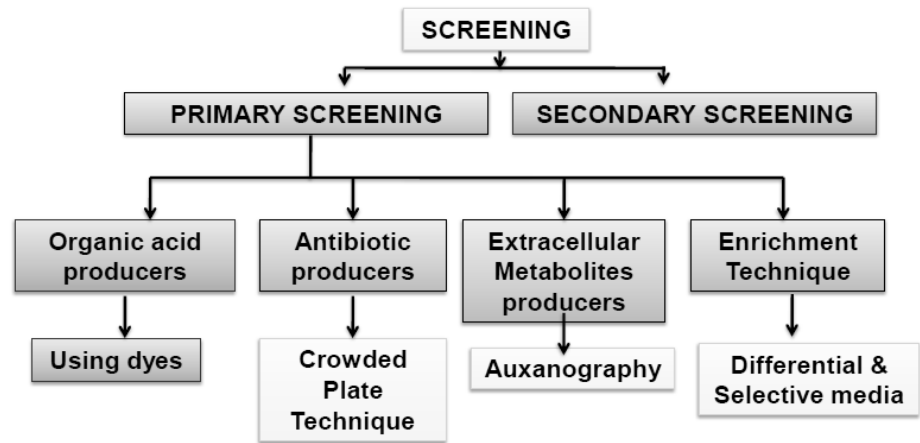 SCREENING
PRIMARY SCREENING
SECONDARY SCREENING
Organic acid
producers
Antibiotic
producers
Extracellular
Metabolites
producers
Enrichment
Technique
Using dyes
Crowded
Plate
Technique
Auxanography
Differential &
Selective media